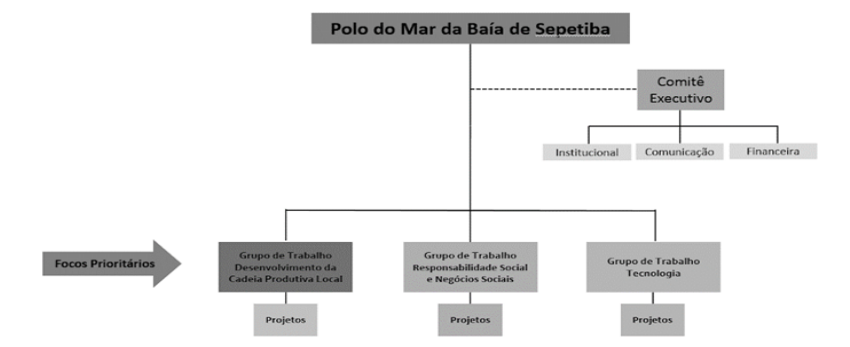 Polo do Mar da Baía de Sepetiba
Comitê
Executivo
Institucional
Comunicação
Financeira
Focos Prioritários
Grupo de Trabalho
Desenvolvimento da
Cadeia Produtiva Local
Grupo de Trabalho
Responsabilidade Social
e Negócios Sociais
Grupo de Trabalho
Tecnologia
Projetos
Projetos
Projetos